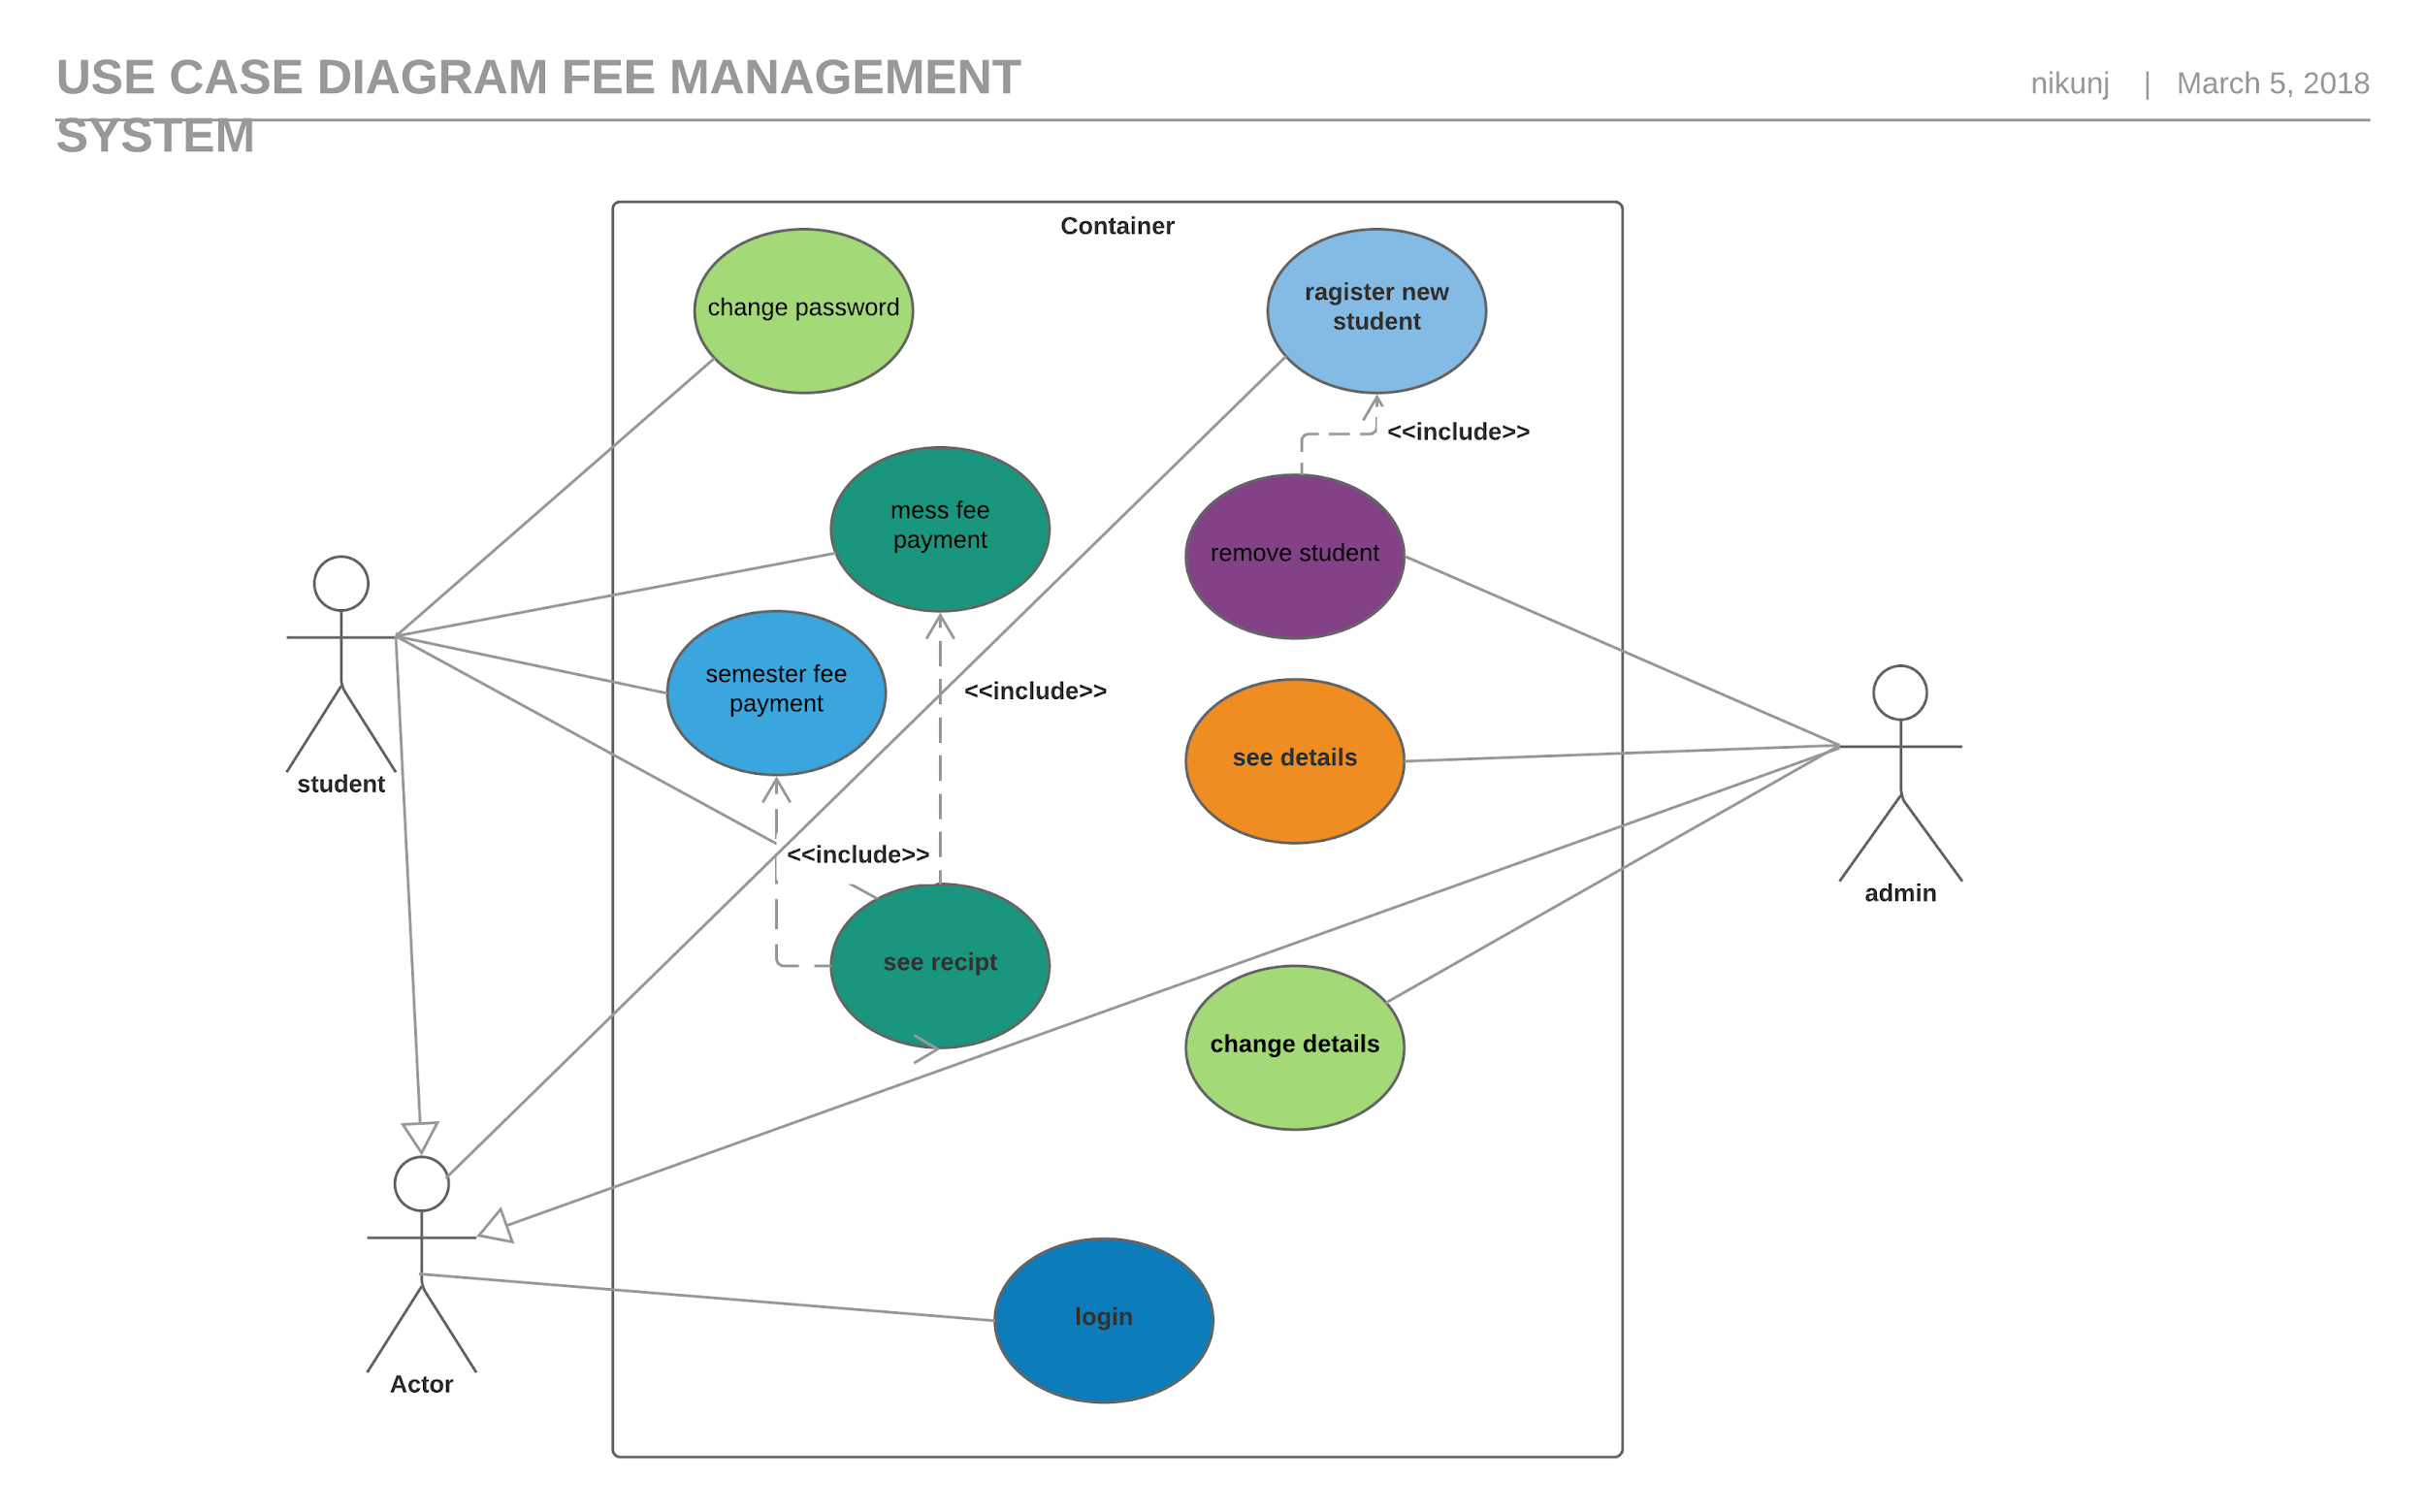 USE CASE DIAGRAM FEE MANAGEMENT
SYSTEM
nikunj | March 5, 2018
Container
change password
ragister new
student
<<include>>
mess fee
payment
remove student
semester fee
payment
<<include>>
see details
student
<<include>>
admin
see recipt
change details
login
Actor